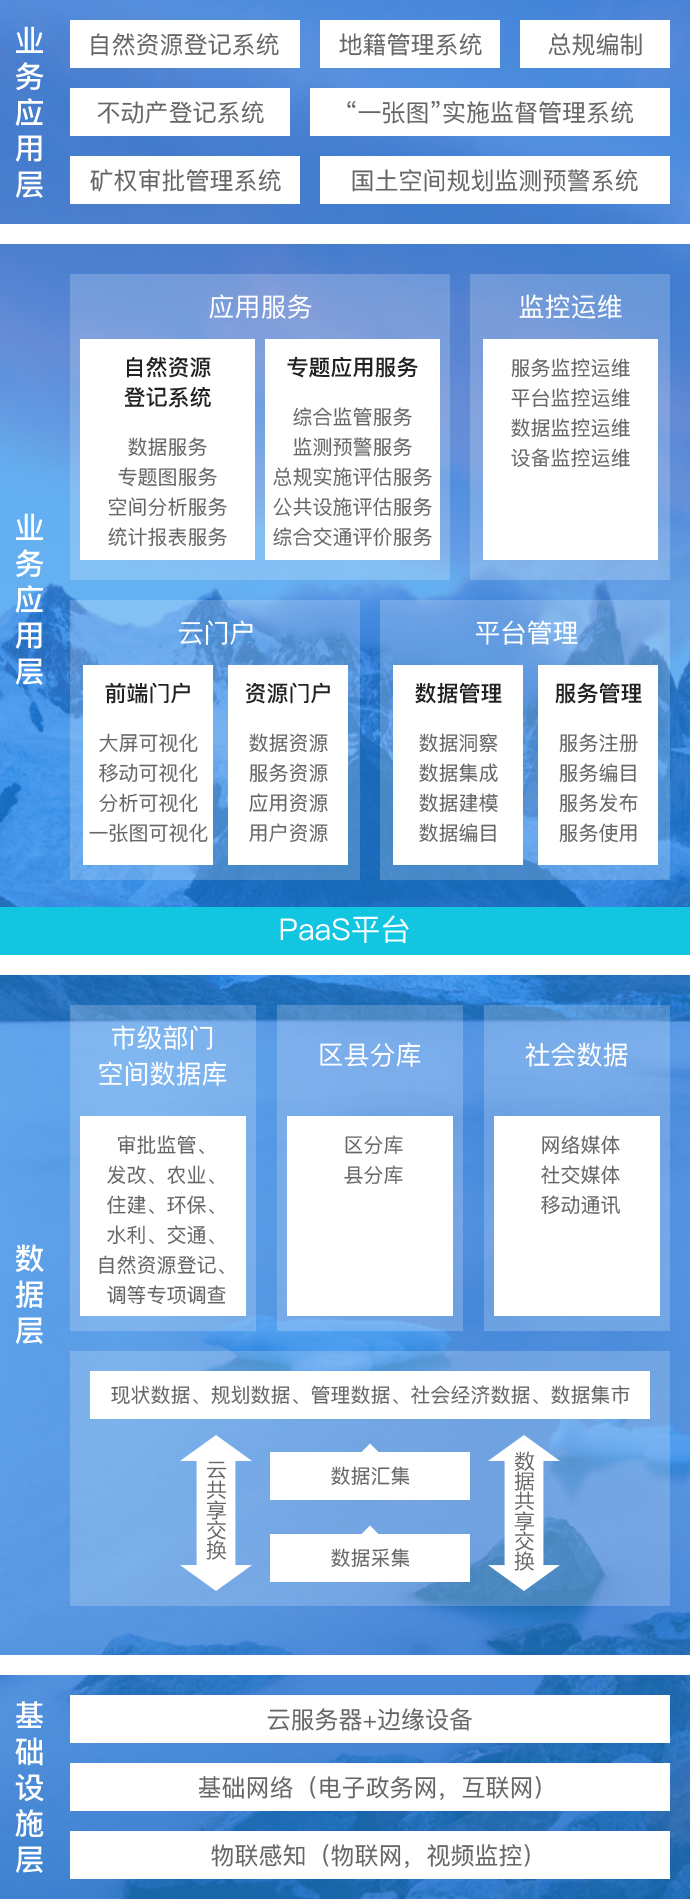 业务应用层
自然资源登记系统
地籍管理系统
总规编制
不动产登记系统
“一张图”实施监督管理系统
矿权审批管理系统
国土空间规划监测预警系统
业务应用层
应用服务
自然资源
登记系统
数据服务
专题图服务
空间分析服务
统计报表服务
专题应用服务
综合监管服务
监测预警服务
总规实施评估服务
公共设施评估服务
综合交通评价服务
监控运维
服务监控运维
平台监控运维
数据监控运维
设备监控运维
云门户
前端门户
大屏可视化
移动可视化
分析可视化
一张图可视化
资源门户
数据资源
服务资源
应用资源
用户资源
平台管理
数据管理
数据洞察
数据集成
数据建模
数据编目
服务管理
服务注册
服务编目
服务发布
服务使用
PaaS平台
数据层
市级部门
空间数据库
审批监管、
发改、农业、
住建、环保、
水利、交通、
自然资源登记、
调等专项调查
区县分库
区分库
县分库
社会数据
网络媒体
社交媒体
移动通讯
现状数据、规划数据、管理数据、社会经济数据、数据集市
云共享交换
数据汇集
数据采集
数据共享交换
基础设施层
云服务器+边缘设备
基础网络（电子政务网，互联网）
物联感知（物联网，视频监控）